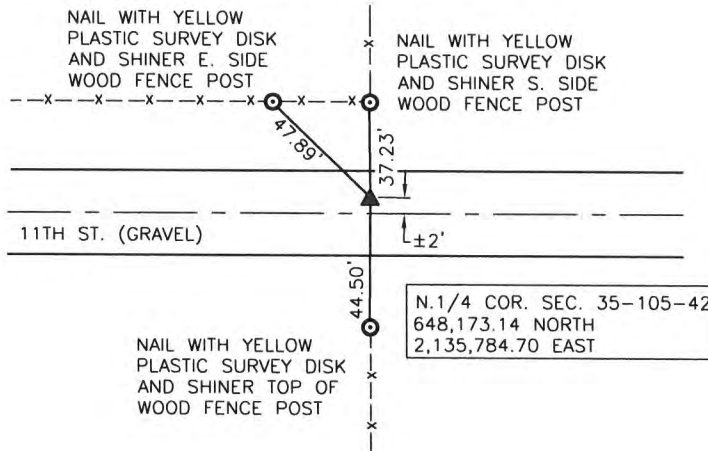 NAIL WITH YELLOW
PLASTIC SURVEY DISK
AND SHINER E. SIDE
WOOD FENCE POST
NAIL WITH YELLOW
PLASTIC SURVEY DISK
AND SHINER S. SIDE
WOOD FENCE POST
47.89'
37.23'
11TH ST. (GRAVEL)
±2'
44.50'
N.1/4 COR. SEC. 35-105-42
648,173.14 NORTH
2,135,784.70 EAST
NAIL WITH YELLOW
PLASTIC SURVEY DISK
AND SHINER TOP OF
WOOD FENCE POST